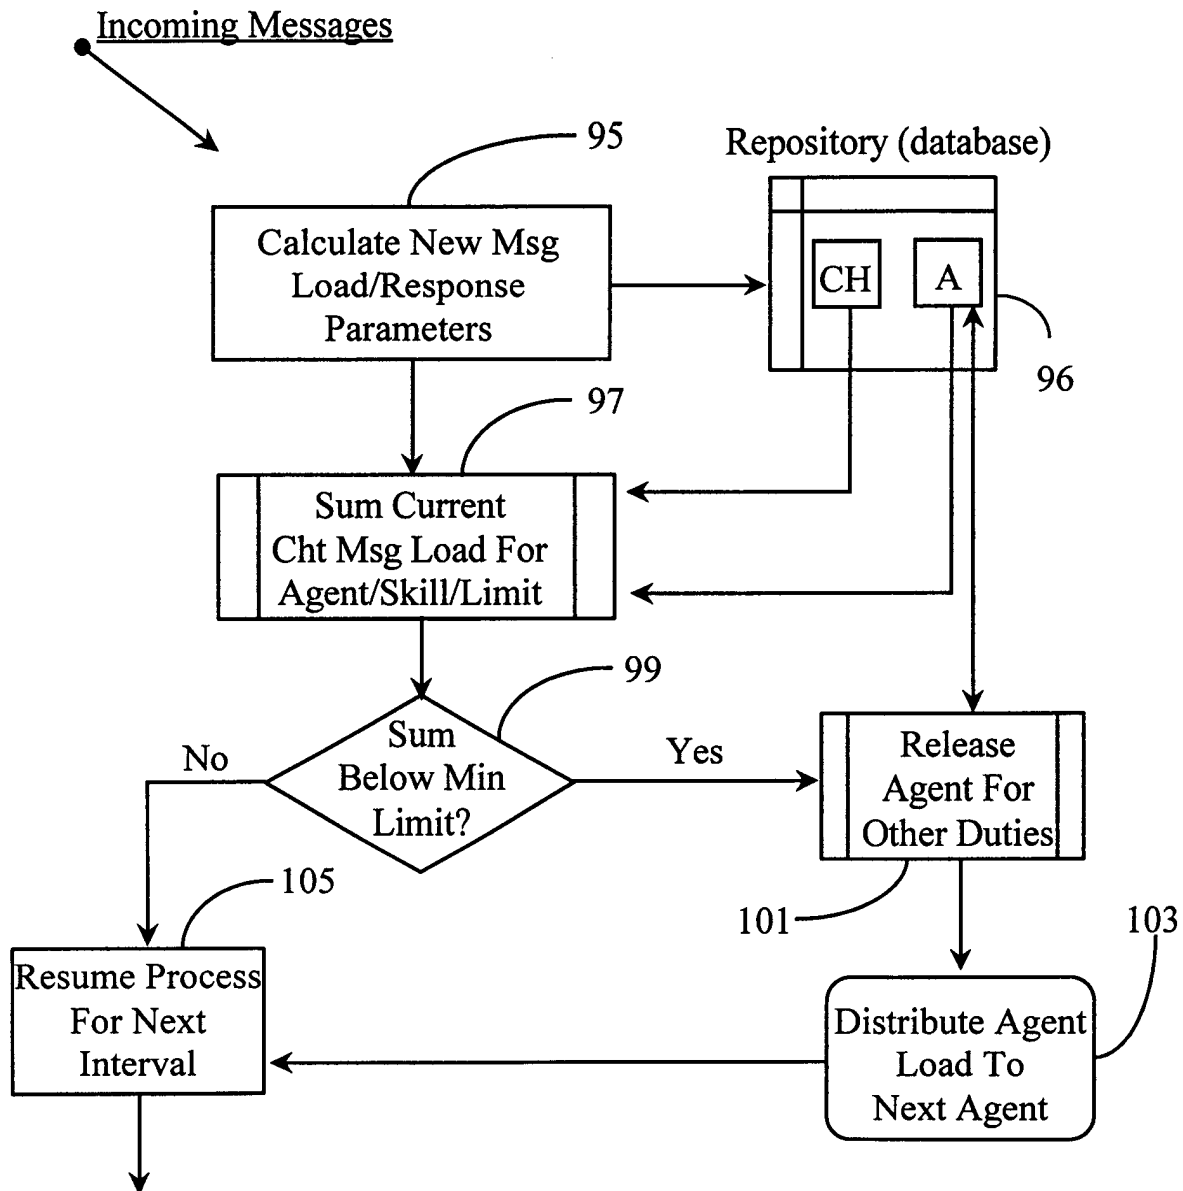 Incoming Messages
95
Repository (database)
Calculate New Msg
Load/Response
Parameters
CH
A
96
97
Sum Current
Cht Msg Load For
Agent/Skill/Limit
99
Sum
Below Min
Limit?
No
Yes
Release
Agent For
Other Duties
105
101
103
Resume Process
For Next
Interval
Distribute Agent
Load To
Next Agent